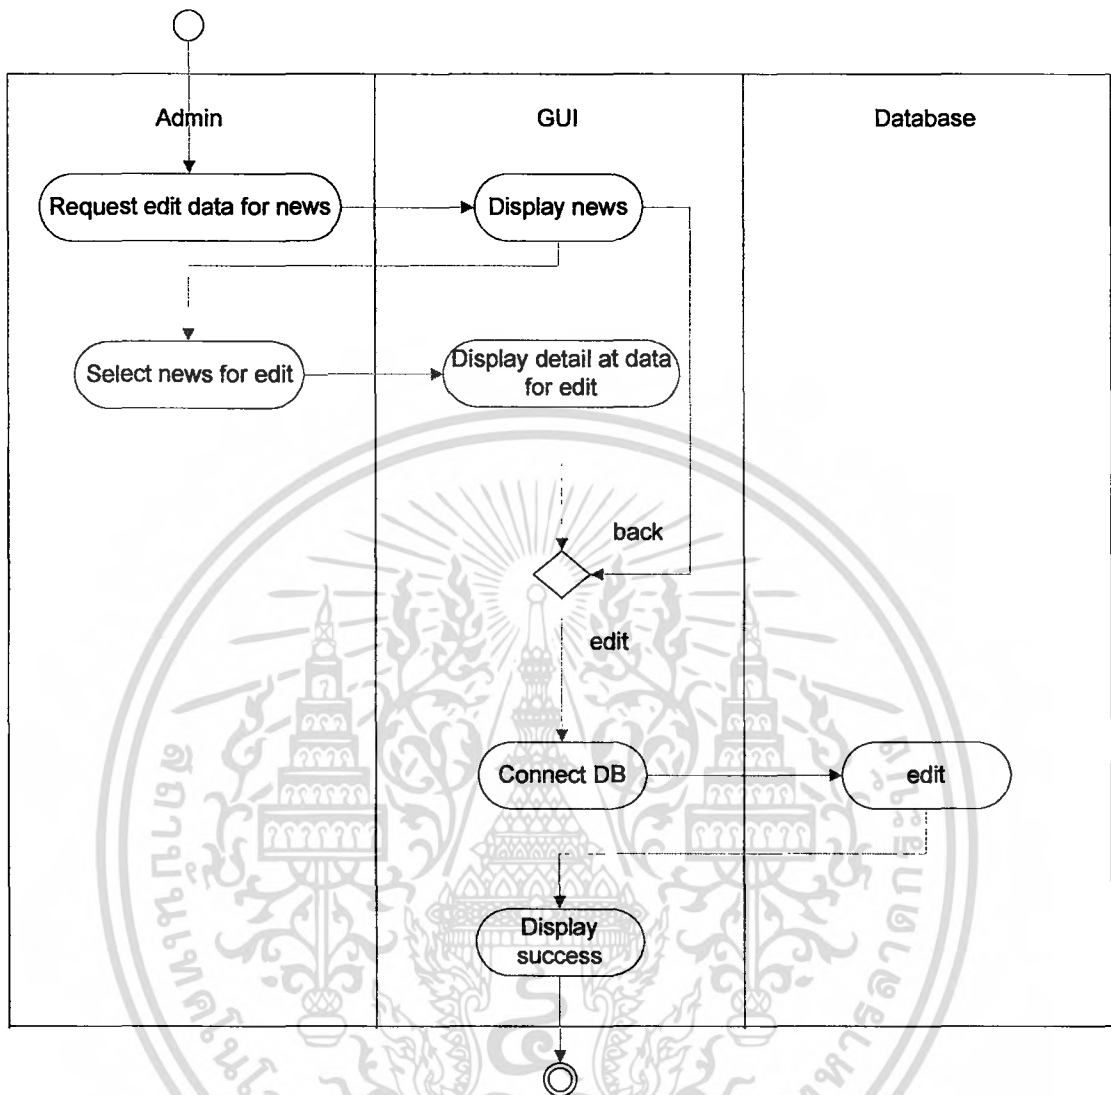 Admin
GUI
Database
Request edit data for news
Display news
Select news for edit
Display detail at data
for edit
back
edit
Connect DB
edit
Display
success